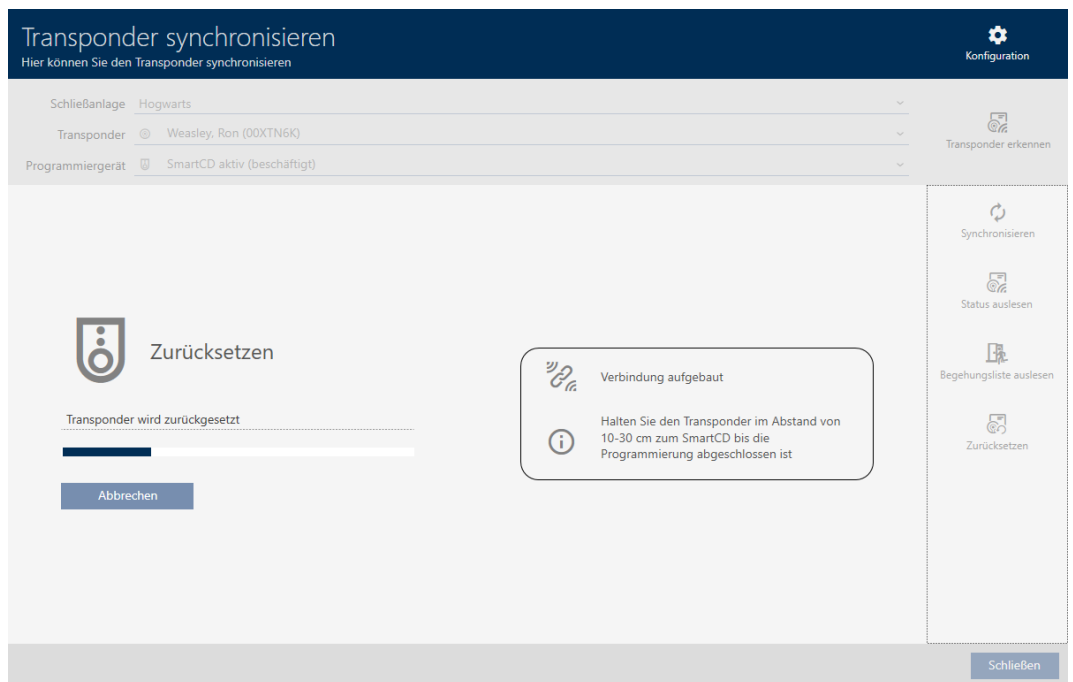 Transponder synchronisieren
Hier können Sie den Transponder synchronisieren
Konfiguration
Schließanlage Hogwarts
Transponder Weasley, Ron (00XTN6K)
Programmiergerät SmartCD aktiv (beschäftigt)
Transponder erkennen
Synchronisieren
Status auslesen
Begehungsliste auslesen
Zurücksetzen
Zurücksetzen
Transponder wird zurückgesetzt
Abbrechen
Verbindung aufgebaut
Halten Sie den Transponder im Abstand von
10-30 cm zum SmartCD bis die
Programmierung abgeschlossen ist
Schließen